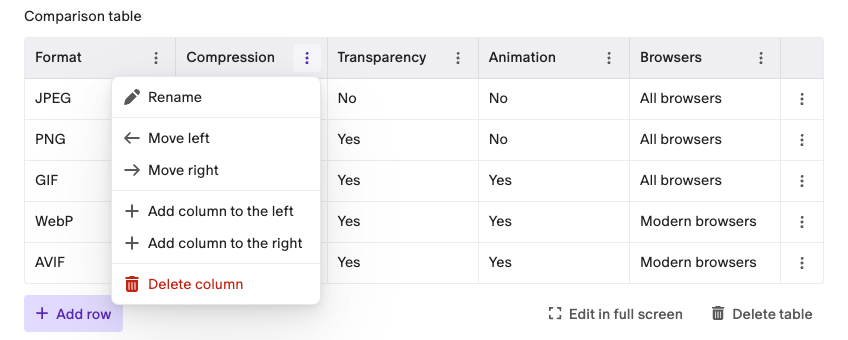 Comparison table
Format Compression Transparency Animation Browsers
JPEG No No All browsers
Rename
PNG Yes No All browsers
Move left
Move right
GIF Yes Yes All browsers
Add column to the left
WebP Yes Yes Modern browsers
Add column to the right
AVIF Yes Yes Modern browsers
Delete column
Add row Edit in full screen Delete table